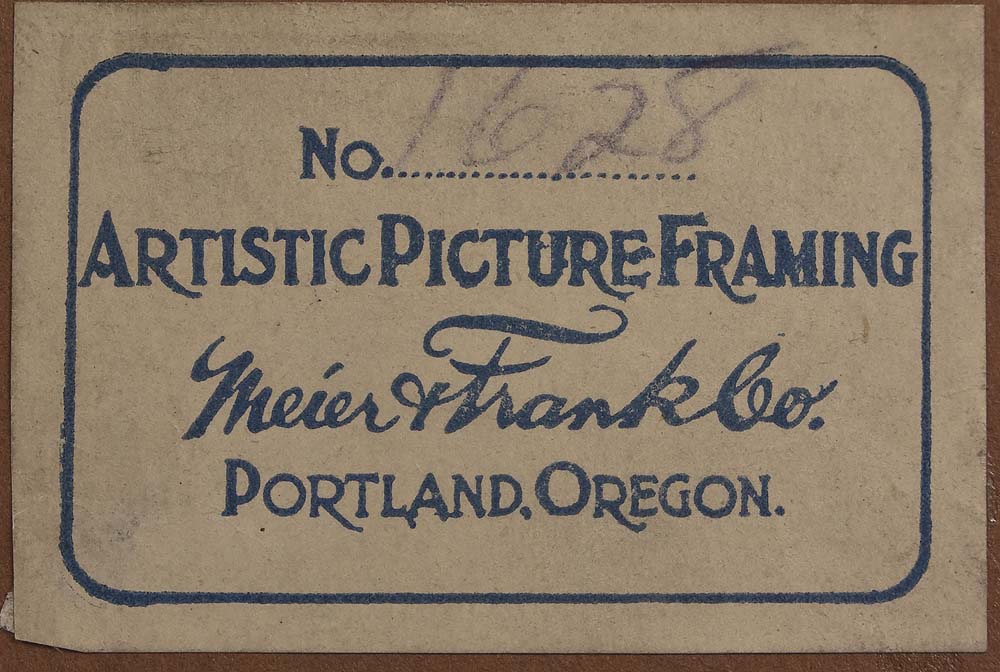 No. 1628
ARTISTIC PICTURE FRAMING
Meier & Frank Co.
PORTLAND, OREGON.